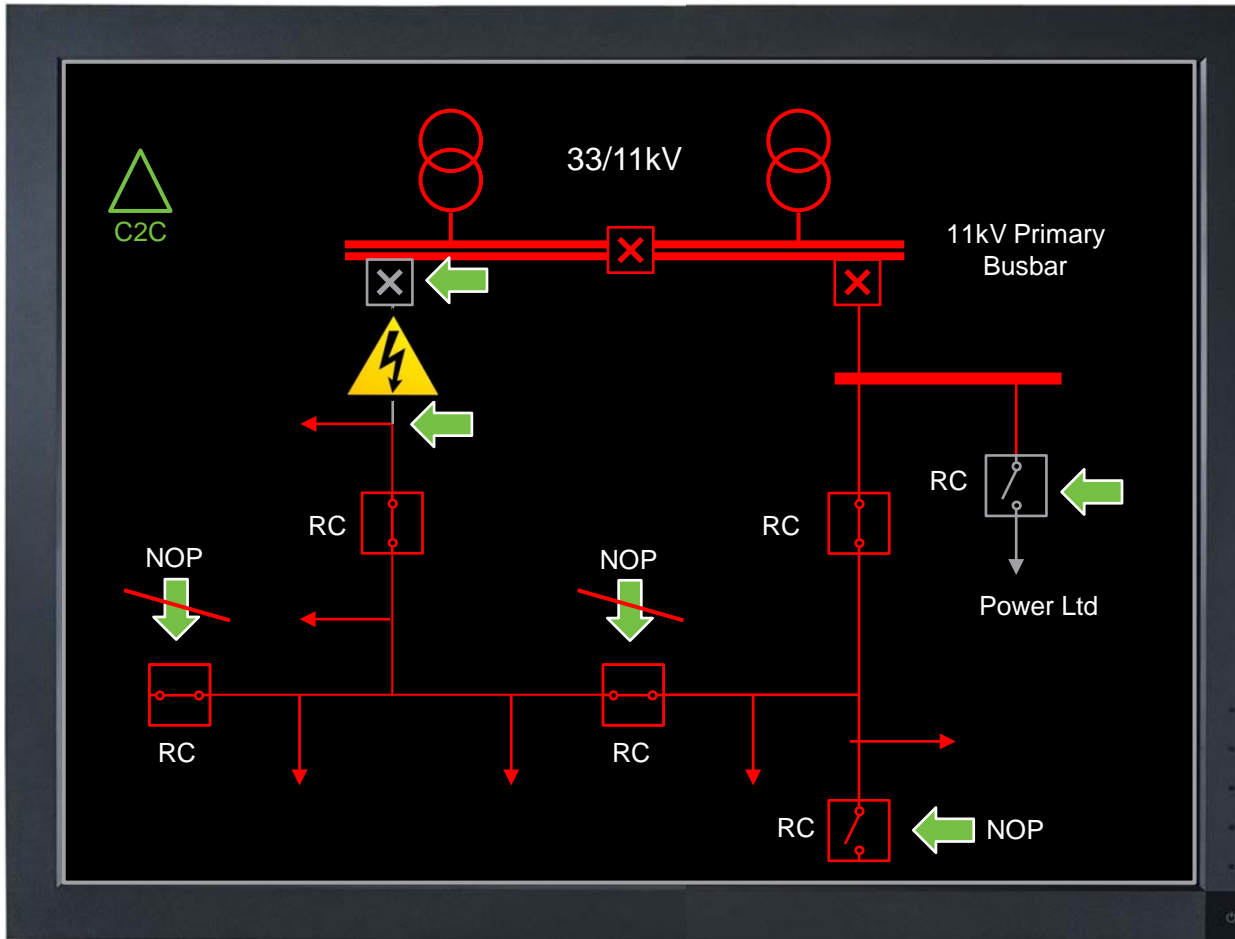 33/11kV
C2C
11kV Primary
Busbar
RC
RC
RC
NOP
NOP
Power Ltd
RC
RC
RC
NOP